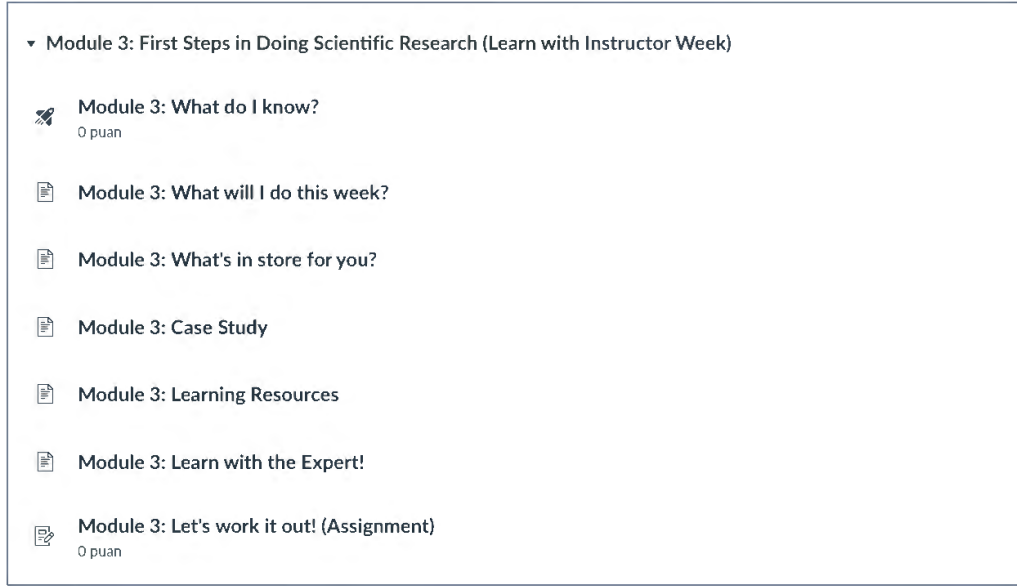 Module 3: First Steps in Doing Scientific Research (Learn with Instructor Week)
Module 3: What do I know?
0 puan
Module 3: What will I do this week?
Module 3: What's in store for you?
Module 3: Case Study
Module 3: Learning Resources
Module 3: Learn with the Expert!
Module 3: Let's work it out! (Assignment)
0 puan